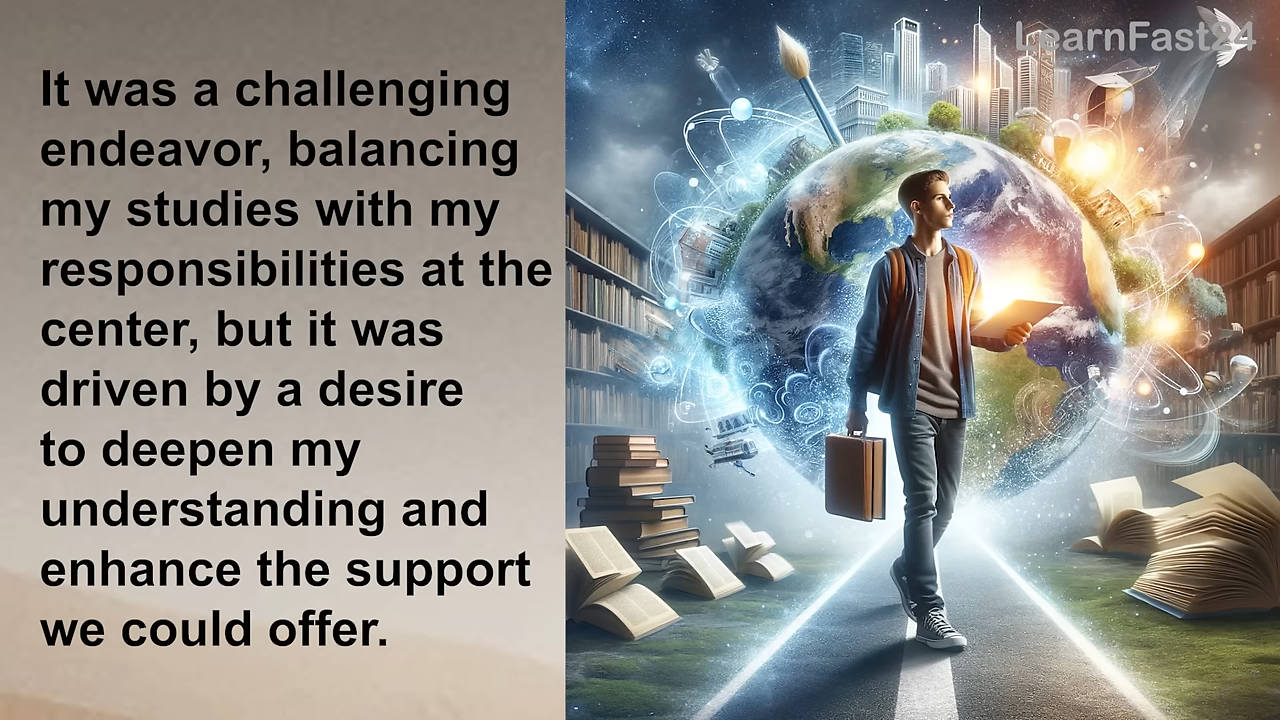 It was a challenging
endeavor, balancing
my studies with my
responsibilities at the
center, but it was
driven by a desire
to deepen my
understanding and
enhance the support
we could offer.
LearnFast24